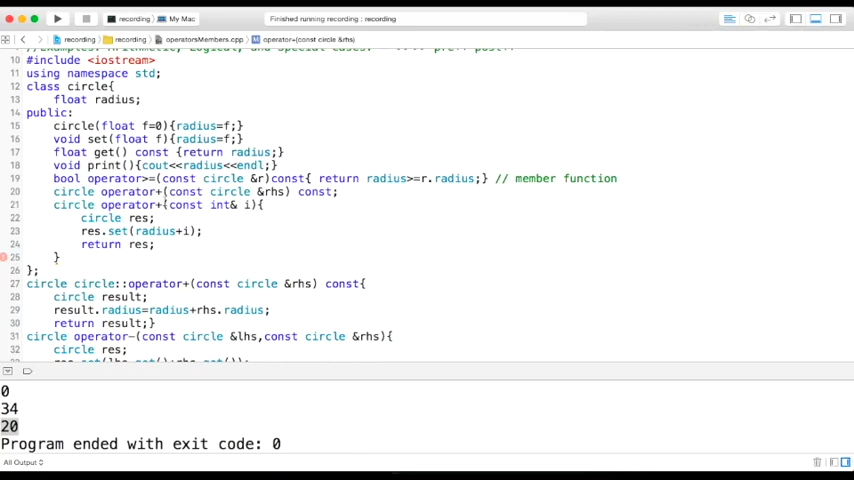 recording
My Mac
Finished running recording : recording
recording
recording
operatorsMembers.cpp
operator+(const circle &rhs)
10 #include <iostream>
11 using namespace std;
12 class circle{
13 float radius;
14 public:
15 circle(float f=0){radius=f;}
16 void set(float f){radius=f;}
17 float get() const {return radius;}
18 void print(){cout<<radius<<endl;}
19 bool operator>=(const circle &r)const{ return radius>=r.radius;} // member function
20 circle operator+(const circle &rhs) const;
21 circle operator+(const int& i){
22 circle res;
23 res.set(radius+i);
24 return res;
25 }
26 };
27 circle circle::operator+(const circle &rhs) const{
28 circle result;
29 result.radius=radius+rhs.radius;
30 return result;}
31 circle operator-(const circle &lhs,const circle &rhs){
32 circle res;
0
34
20
Program ended with exit code: 0
All Output